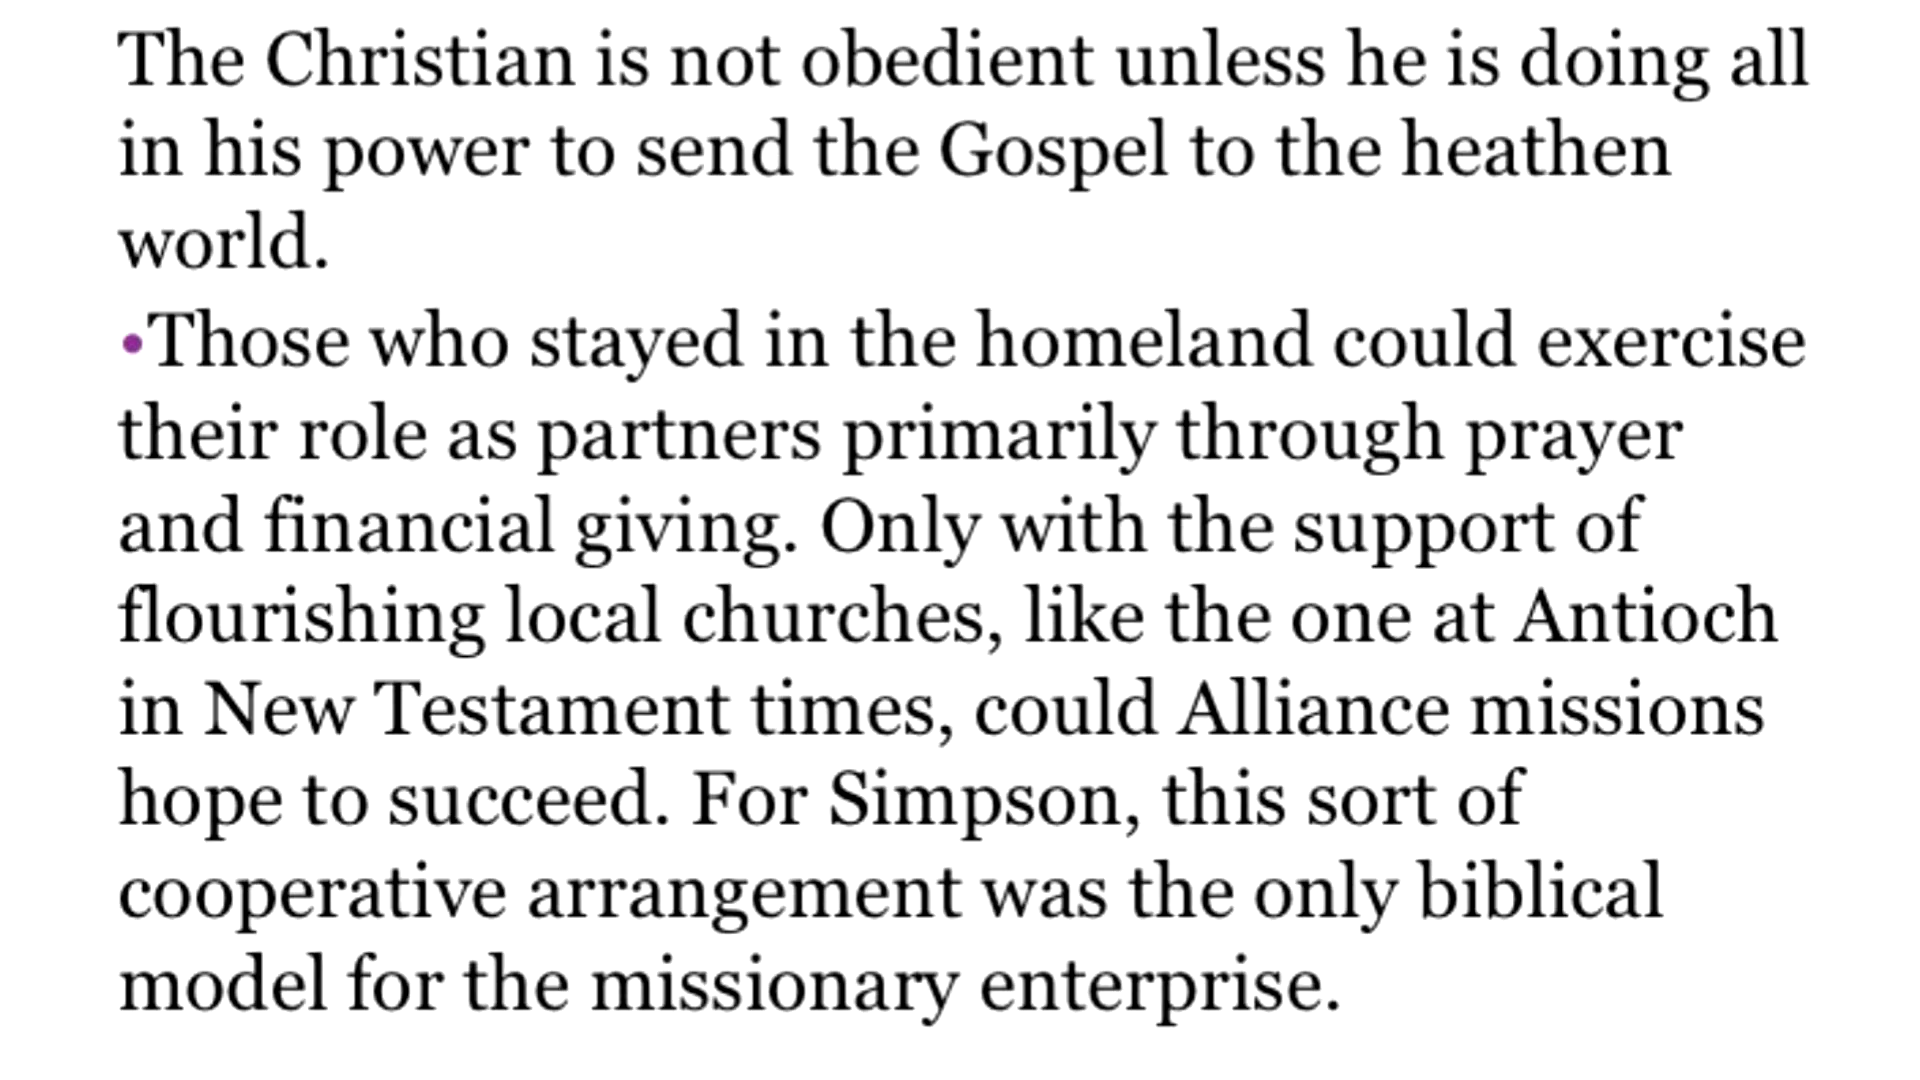 The Christian is not obedient unless he is doing all
in his power to send the Gospel to the heathen
world.
•Those who stayed in the homeland could exercise
their role as partners primarily through prayer
and financial giving. Only with the support of
flourishing local churches, like the one at Antioch
in New Testament times, could Alliance missions
hope to succeed. For Simpson, this sort of
cooperative arrangement was the only biblical
model for the missionary enterprise.